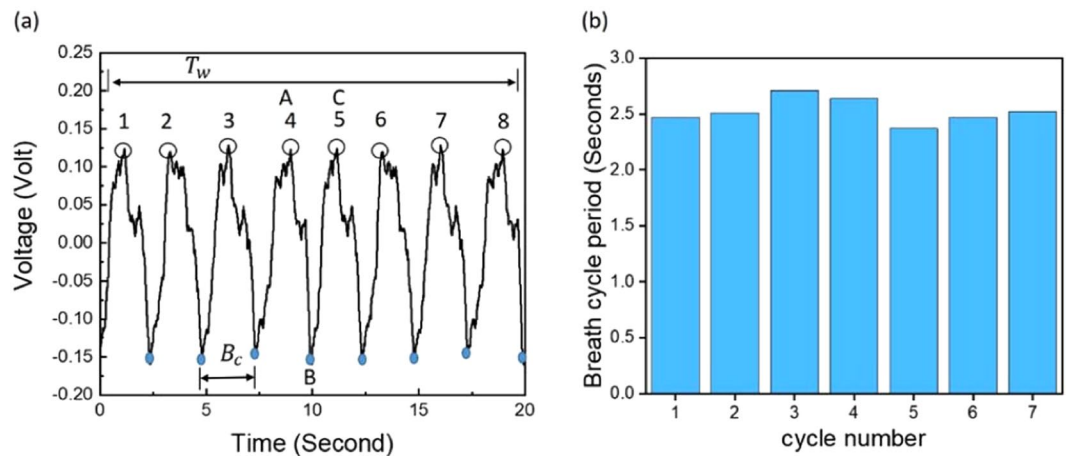 (a)
0.25
0.20
0.15
0.10
0.05
0.00
-0.05
-0.10
-0.15
-0.20
Voltage (Volt)
T_w
A C
1 2 3 4 5 6 7 8
B_c
B
0 5 10 15 20
Time (Second)
(b)
3.0
2.5
2.0
1.5
1.0
0.5
0.0
Breath cycle period (Seconds)
1 2 3 4 5 6 7
cycle number